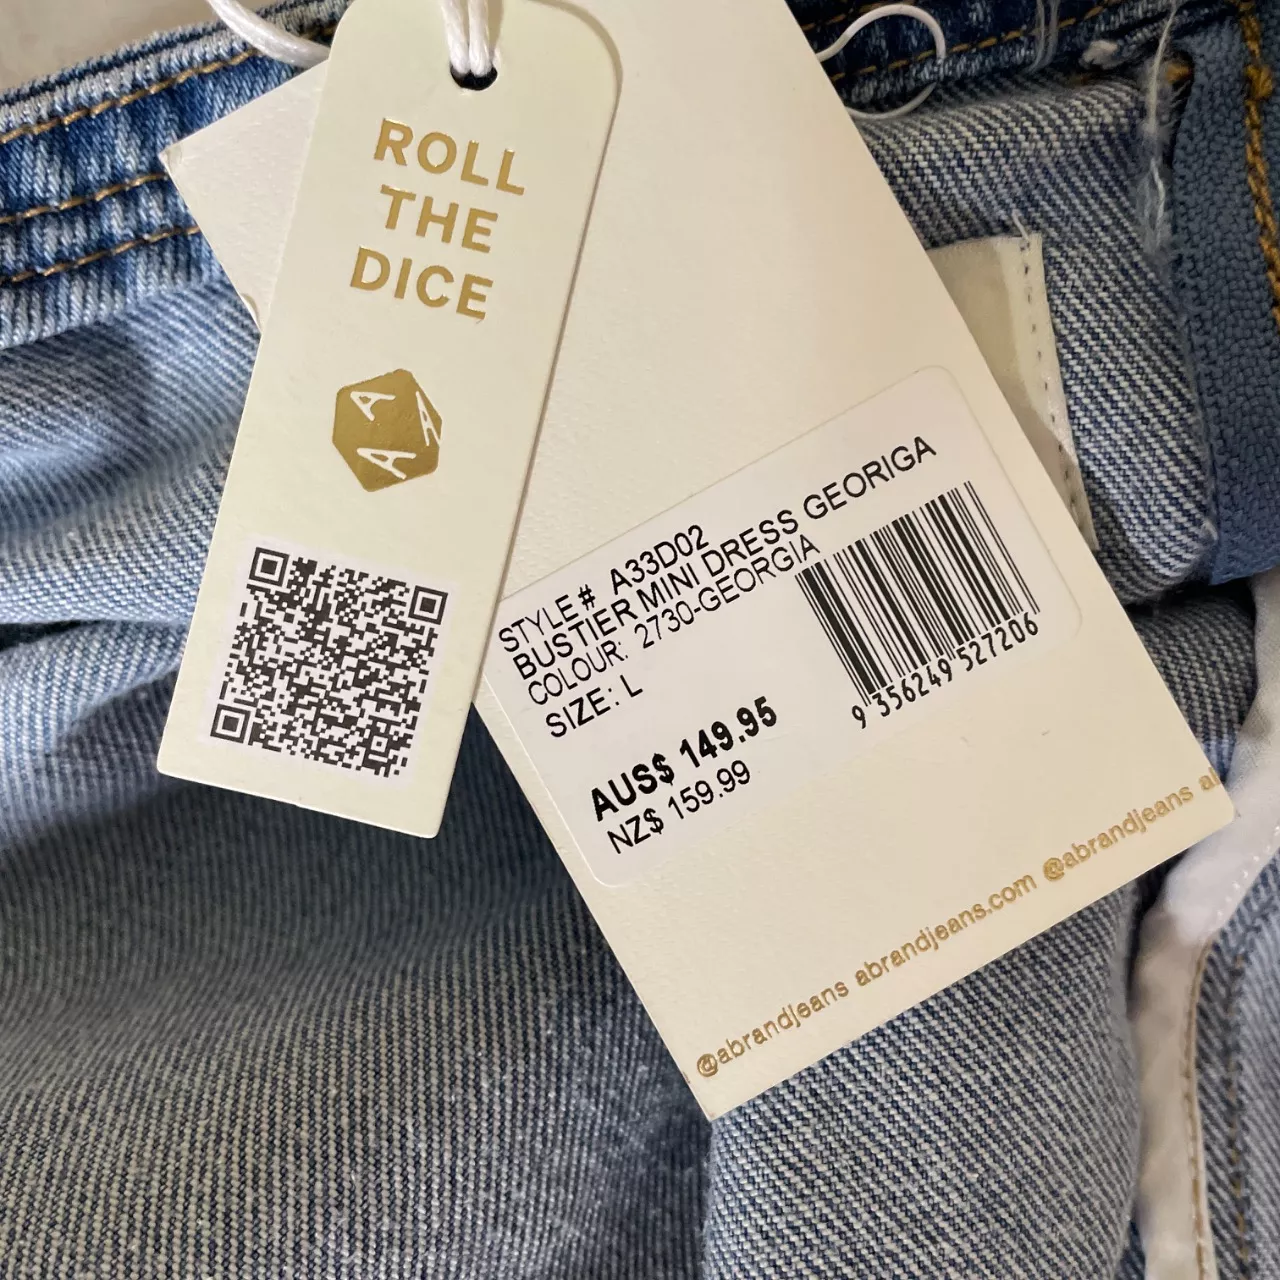 ROLL
THE
DICE
A
A
A
STYLE# A33D02
BUSTIER MINI DRESS GEORIGA
COLOUR: 2730-GEORGIA
SIZE: L
AUS$ 149.95
NZ$ 159.99
9 356249 527206
@abrandjeans abrandjeans.com @abrandjeans al